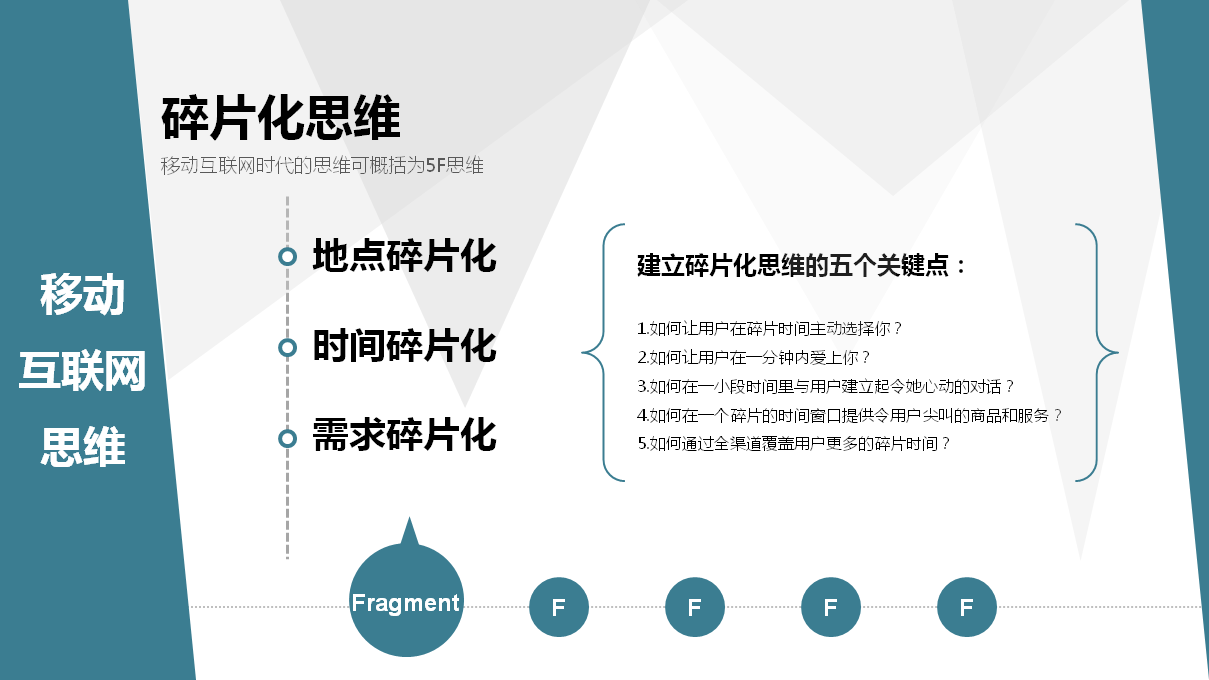 移动
互联网
思维
碎片化思维
移动互联网时代的思维可概括为5F思维
地点碎片化
时间碎片化
需求碎片化
建立碎片化思维的五个关键点：
1.如何让用户在碎片时间主动选择你？
2.如何让用户在一分钟内爱上你？
3.如何在一小段时间里与用户建立起令她心动的对话？
4.如何在一个碎片的时间窗口提供令用户尖叫的商品和服务？
5.如何通过全渠道覆盖用户更多的碎片时间？
Fragment
F
F
F
F